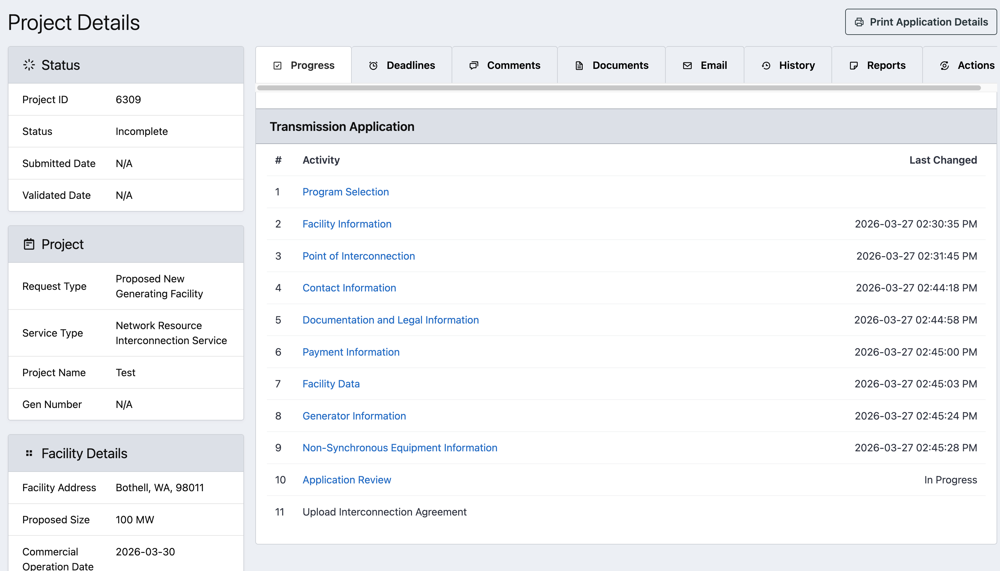 Project Details
Print Application Details
Status
Project ID 6309
Status Incomplete
Submitted Date N/A
Validated Date N/A
Project
Request Type Proposed New
Generating Facility
Service Type Network Resource
Interconnection Service
Project Name Test
Gen Number N/A
Facility Details
Facility Address Bothell, WA, 98011
Proposed Size 100 MW
Commercial 2026-03-30
Operation Date
Progress Deadlines Comments Documents Email History Reports Actions
Transmission Application
# Activity Last Changed
1 Program Selection
2 Facility Information 2026-03-27 02:30:35 PM
3 Point of Interconnection 2026-03-27 02:31:45 PM
4 Contact Information 2026-03-27 02:44:18 PM
5 Documentation and Legal Information 2026-03-27 02:44:58 PM
6 Payment Information 2026-03-27 02:45:00 PM
7 Facility Data 2026-03-27 02:45:03 PM
8 Generator Information 2026-03-27 02:45:24 PM
9 Non-Synchronous Equipment Information 2026-03-27 02:45:28 PM
10 Application Review In Progress
11 Upload Interconnection Agreement